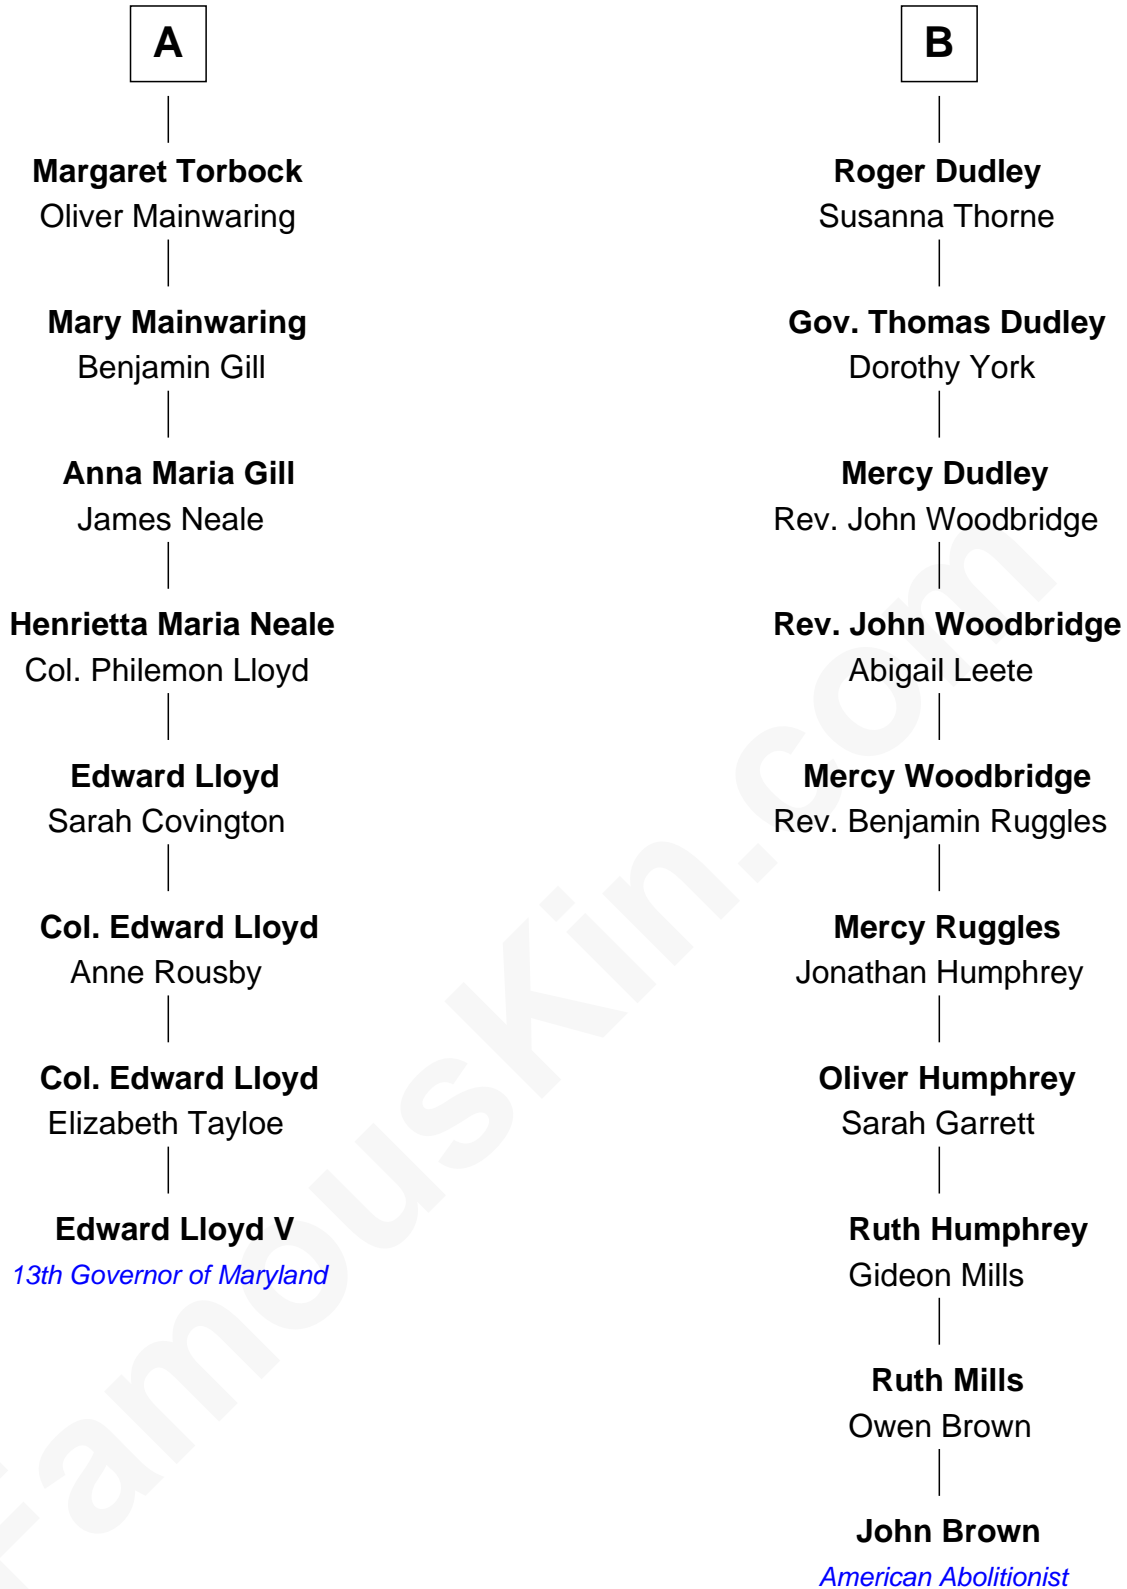 A
Margaret Torbock
Oliver Mainwaring
Mary Mainwaring
Benjamin Gill
Anna Maria Gill
James Neale
Henrietta Maria Neale
Col. Philemon Lloyd
Edward Lloyd
Sarah Covington
Col. Edward Lloyd
Anne Rousby
Col. Edward Lloyd
Elizabeth Tayloe
Edward Lloyd V
13th Governor of Maryland
B
Roger Dudley
Susanna Thorne
Gov. Thomas Dudley
Dorothy York
Mercy Dudley
Rev. John Woodbridge
Rev. John Woodbridge
Abigail Leete
Mercy Woodbridge
Rev. Benjamin Ruggles
Mercy Ruggles
Jonathan Humphrey
Oliver Humphrey
Sarah Garrett
Ruth Humphrey
Gideon Mills
Ruth Mills
Owen Brown
John Brown
American Abolitionist
FamousKin.com